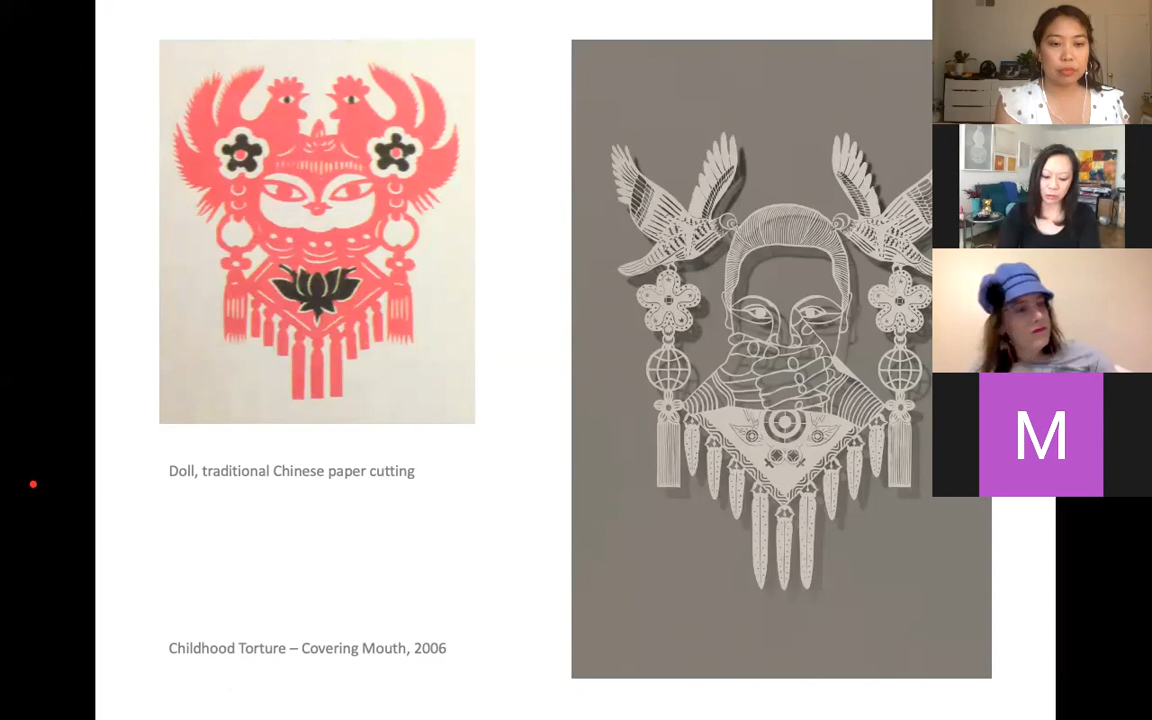 Doll, traditional Chinese paper cutting
Childhood Torture – Covering Mouth, 2006
M